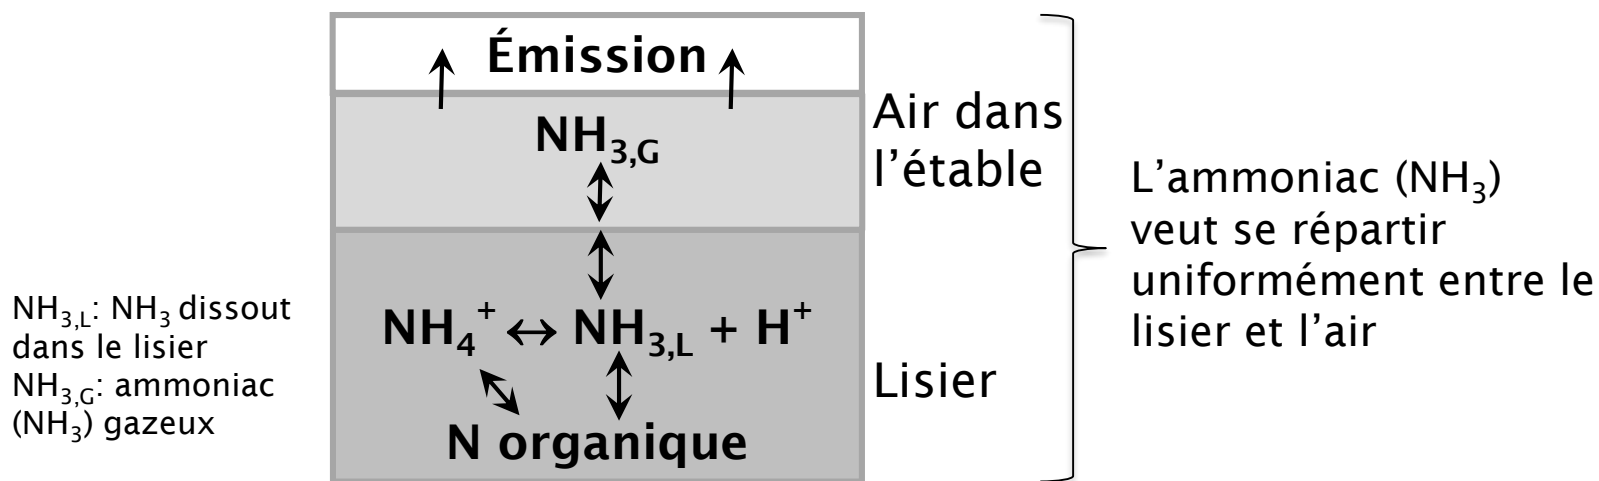 Émission
NH₃,G
Air dans
l’étable
L’ammoniac (NH₃)
veut se répartir
uniformément entre le
lisier et l’air
NH₃,L: NH₃ dissout
dans le lisier
NH₃,G: ammoniac
(NH₃) gazeux
NH₄⁺ ↔ NH₃,L + H⁺
Lisier
N organique